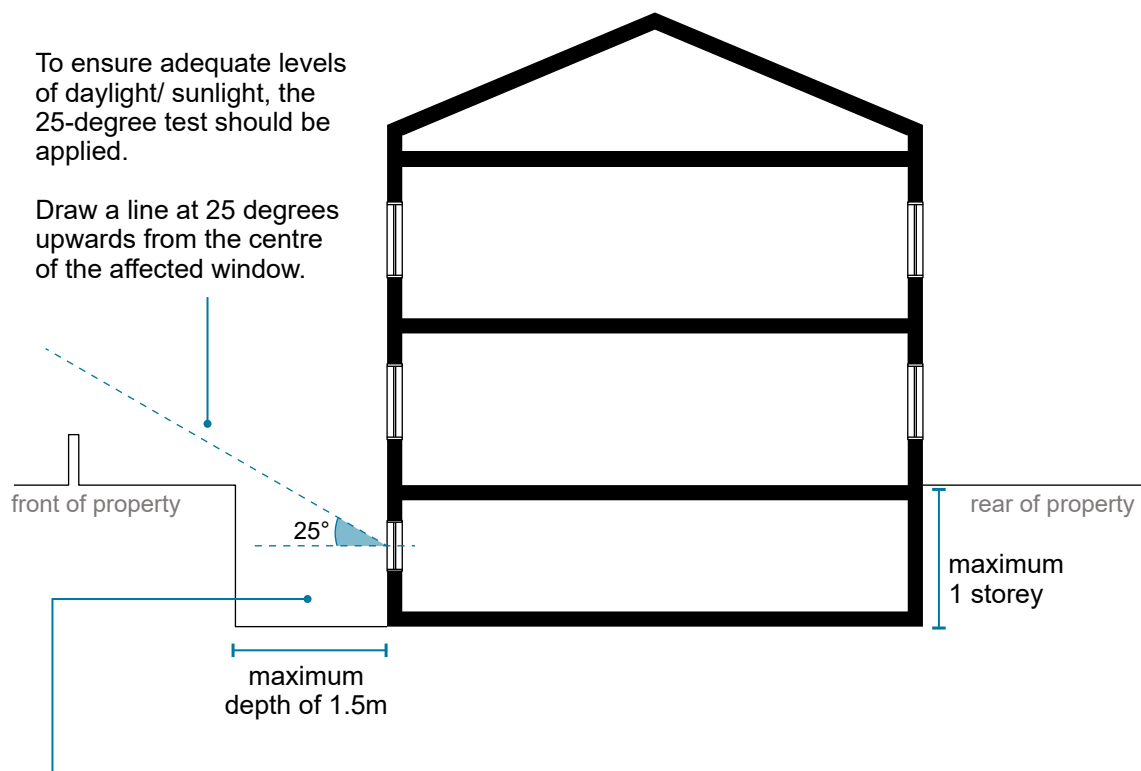 To ensure adequate levels
of daylight/ sunlight, the
25-degree test should be
applied.
Draw a line at 25 degrees
upwards from the centre
of the affected window.
front of property
rear of property
25°
maximum
1 storey
maximum
depth of 1.5m